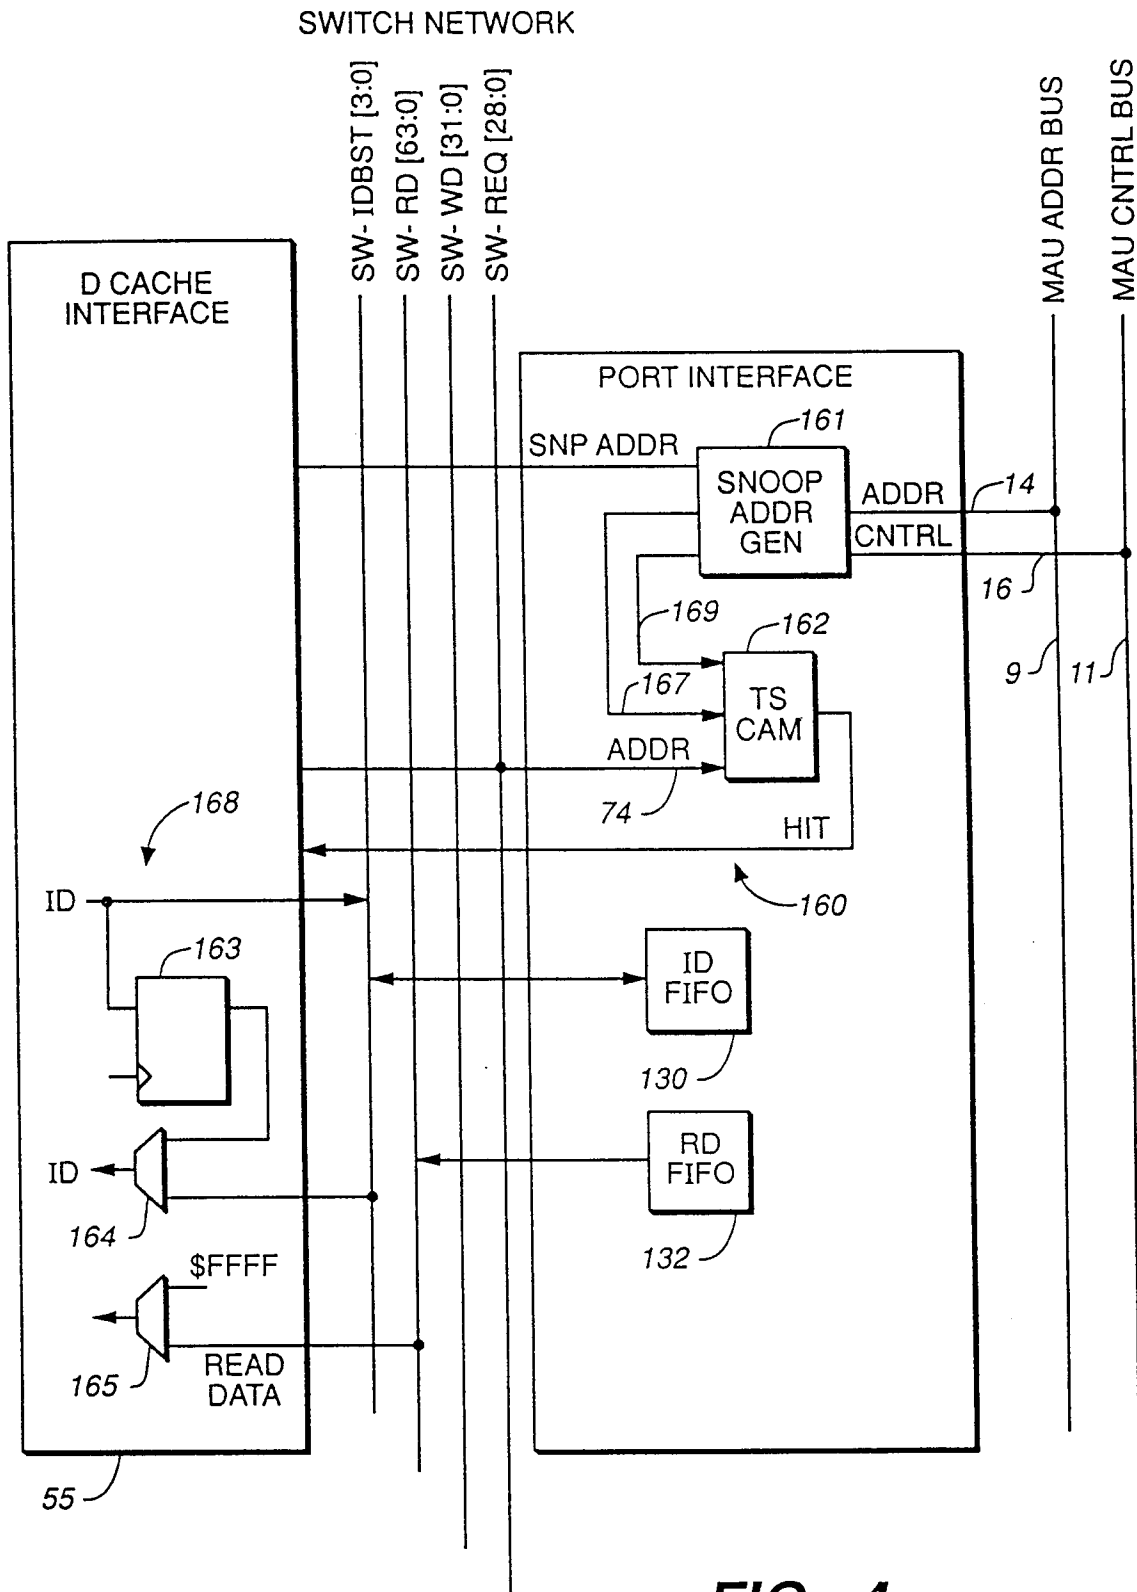 SWITCH NETWORK
SW- IDBST [3:0]
SW- RD [63:0]
SW- WD [31:0]
SW- REQ [28:0]
MAU ADDR BUS
MAU CNTRL BUS
D CACHE
INTERFACE
PORT INTERFACE
161
SNP ADDR
SNOOP
ADDR
GEN
ADDR
14
CNTRL
16
169
162
9
11
167
TS
CAM
ADDR
74
168
HIT
ID
160
163
ID
FIFO
130
ID
RD
FIFO
164
132
$FFFF
165
READ
DATA
55